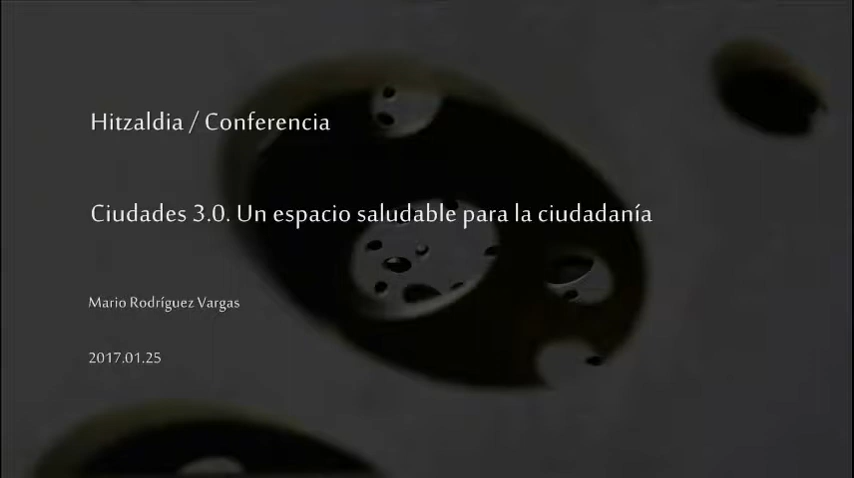 Hitzaldia / Conferencia
Ciudades 3.0. Un espacio saludable para la ciudadanía
Mario Rodríguez Vargas
2017.01.25